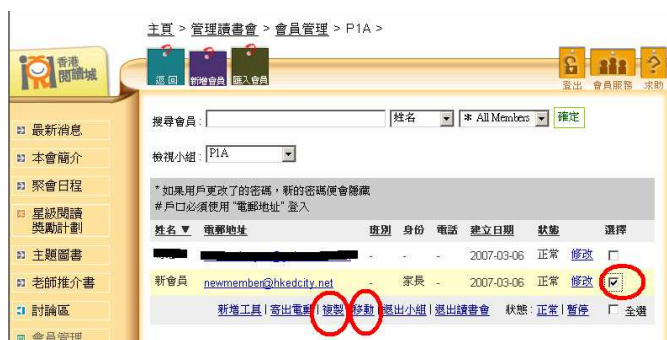 主頁 > 管理讀書會 > 會員管理 > P1A >
香港
閱讀城
返回
新增會員
匯入會員
登出
會員服務
求助
最新消息
本會簡介
聚會日程
星級閱讀
獎勵計劃
主題圖書
老師推介書
討論區
會員管理
搜尋會員:
姓名
* All Members
確定
檢視小組: P1A
* 如果用戶更改了的密碼,新的密碼便會隱藏
# 戶口必須使用 "電郵地址" 登入
姓名 ▼ 電郵地址 班別 身份 電話 建立日期 狀態 選擇
- - - 2007-03-06 正常 修改
新會員 newmember@hkedcity.net - 家長 - 2007-03-06 正常 修改
新增工具 | 寄出電郵 | 複製 | 移動 | 退出小組 | 退出讀書會 狀態 : 正常 | 暫停 全選